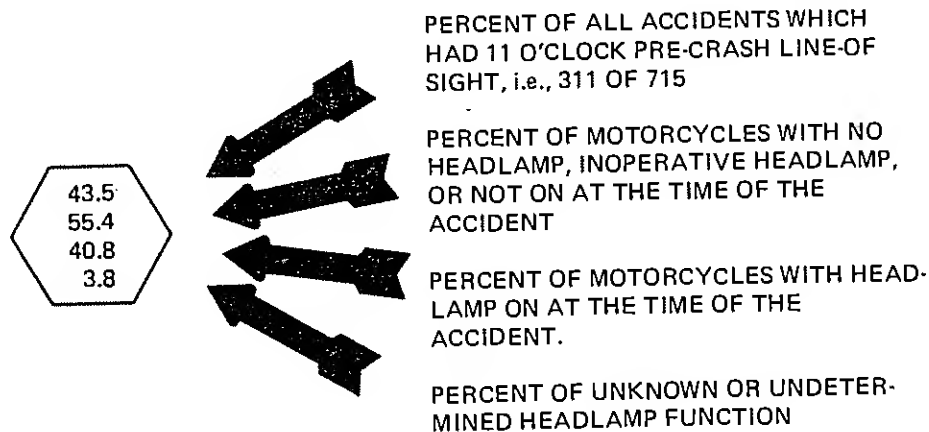 PERCENT OF ALL ACCIDENTS WHICH
HAD 11 O'CLOCK PRE-CRASH LINE-OF
SIGHT, i.e., 311 OF 715
43.5
55.4
40.8
3.8
PERCENT OF MOTORCYCLES WITH NO
HEADLAMP, INOPERATIVE HEADLAMP,
OR NOT ON AT THE TIME OF THE
ACCIDENT
PERCENT OF MOTORCYCLES WITH HEAD-
LAMP ON AT THE TIME OF THE
ACCIDENT.
PERCENT OF UNKNOWN OR UNDETER-
MINED HEADLAMP FUNCTION